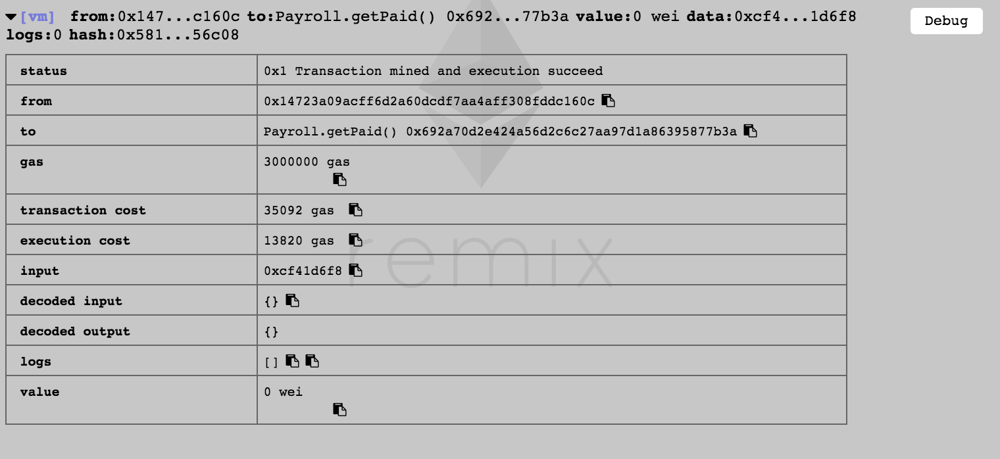 [vm] from:0x147...c160c to:Payroll.getPaid() 0x692...77b3a value:0 wei data:0xcf4...1d6f8
Debug
logs:0 hash:0x581...56c08
status 0x1 Transaction mined and execution succeed
from 0x14723a09acff6d2a60dcdf7aa4aff308fddc160c
to Payroll.getPaid() 0x692a70d2e424a56d2c6c27aa97d1a86395877b3a
gas 3000000 gas
transaction cost 35092 gas
execution cost 13820 gas
input 0xcf41d6f8
remix
decoded input {}
decoded output {}
logs []
value 0 wei